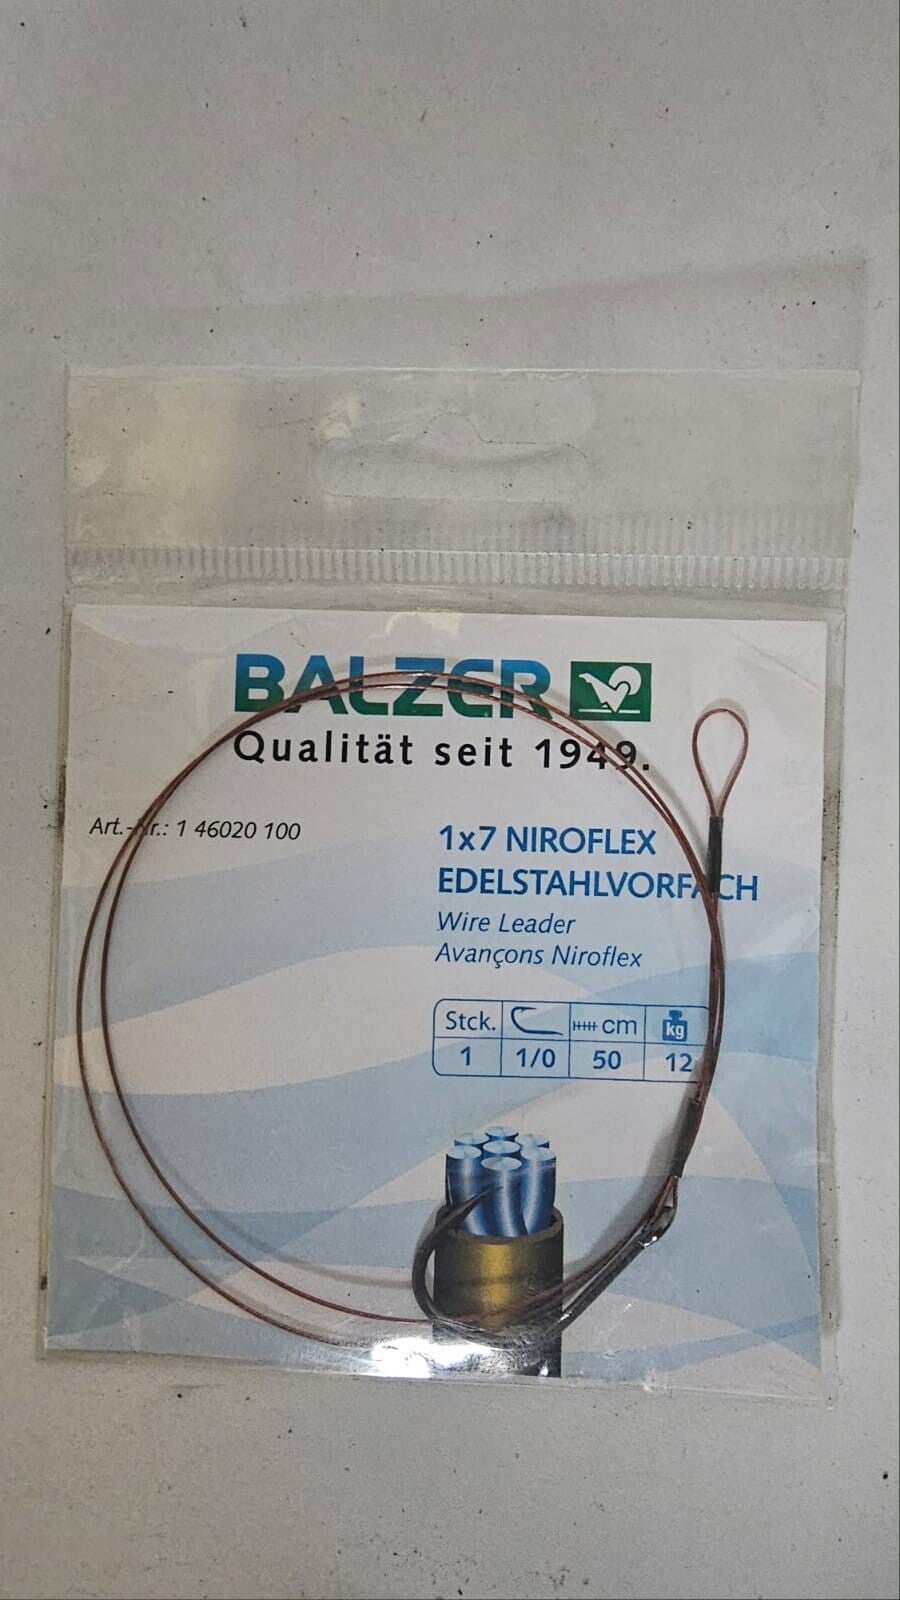 BALZER
Qualität seit 1949.
Art.-Nr.: 1 46020 100
1x7 NIROFLEX
EDELSTAHLVORFACH
Wire Leader
Avançons Niroflex
Stck. cm kg
1 1/0 50 12